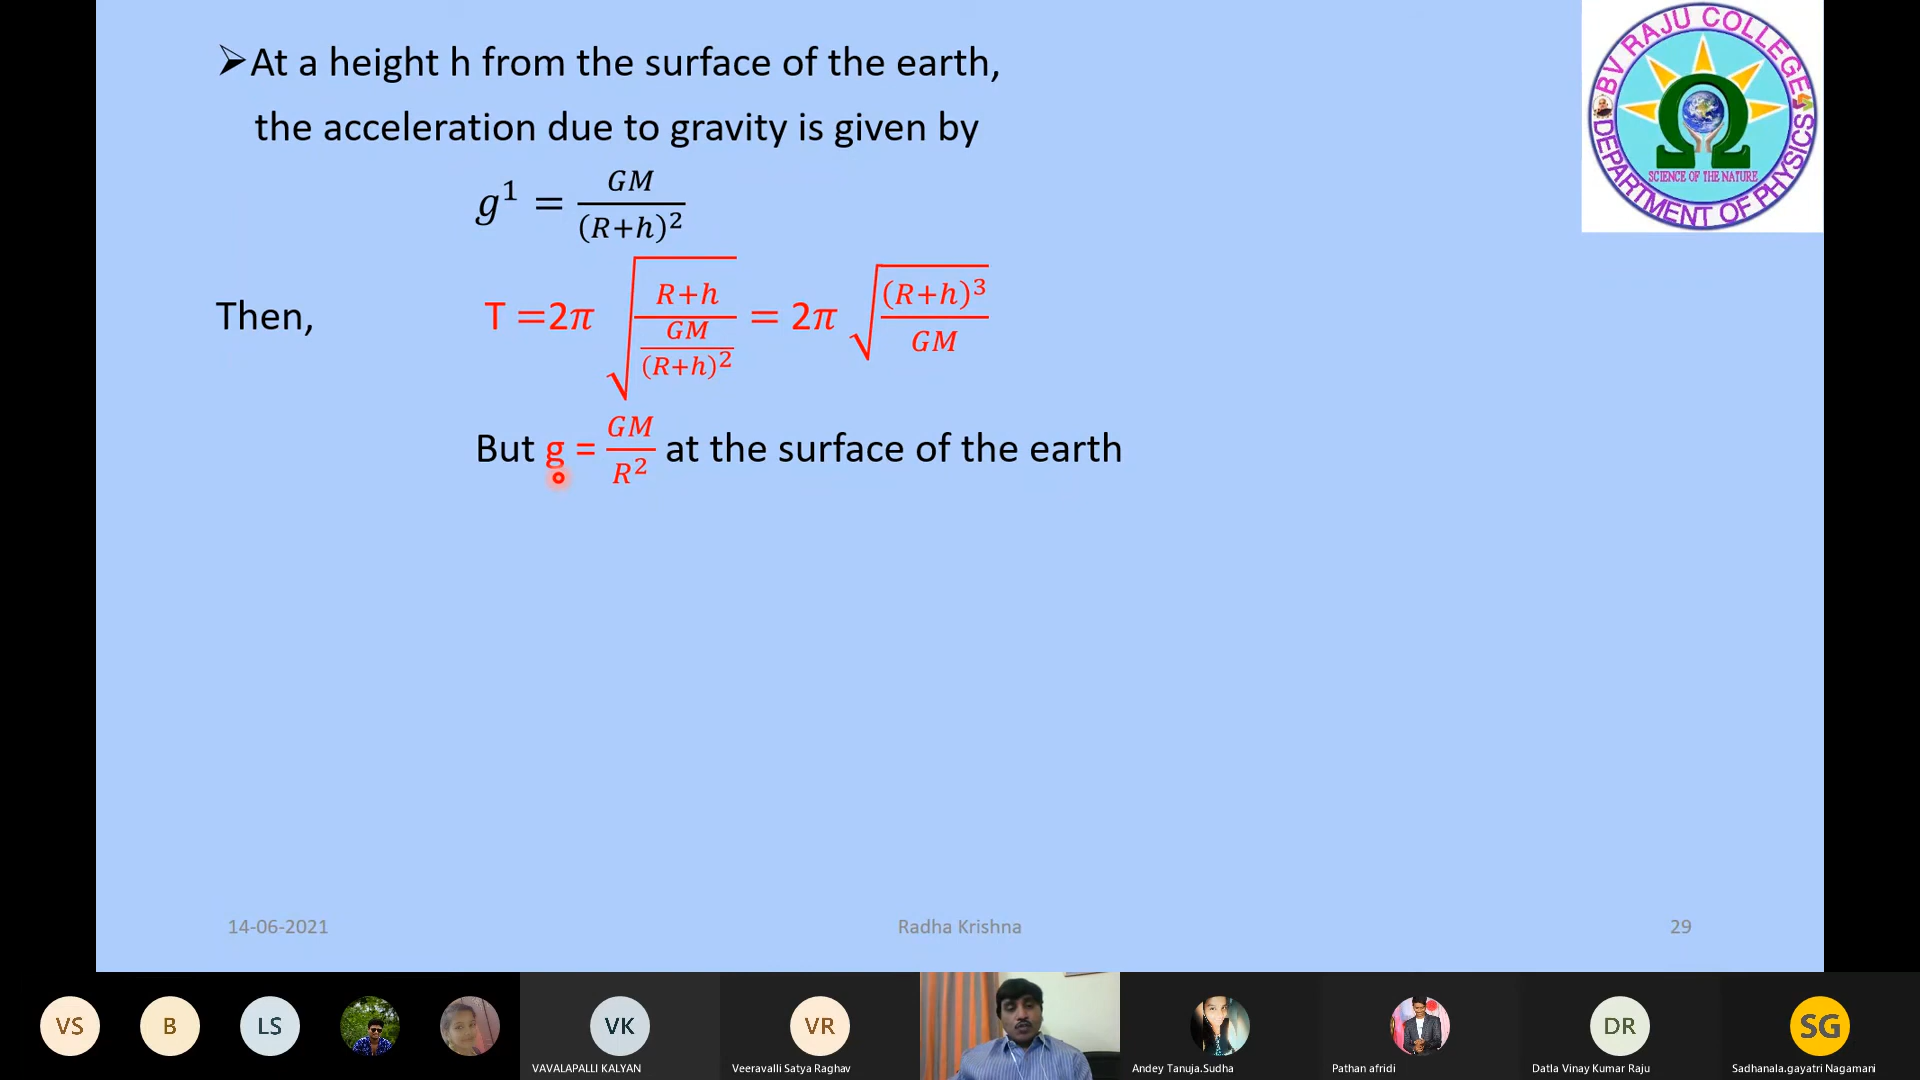 ➢At a height h from the surface of the earth,
the acceleration due to gravity is given by
g¹ = GM/(R+h)²
Then, T =2π √((R+h)/(GM/(R+h)²)) = 2π √((R+h)³/GM)
But g = GM/R² at the surface of the earth
BV RAJU COLLEGE
SCIENCE OF THE NATURE
DEPARTMENT OF PHYSICS
14-06-2021 Radha Krishna 29
VS B LS VK VR DR SG
VAVALAPALLI KALYAN Veeravalli Satya Raghav Andey Tanuja.Sudha Pathan afridi Datla Vinay Kumar Raju Sadhanala.gayatri Nagamani